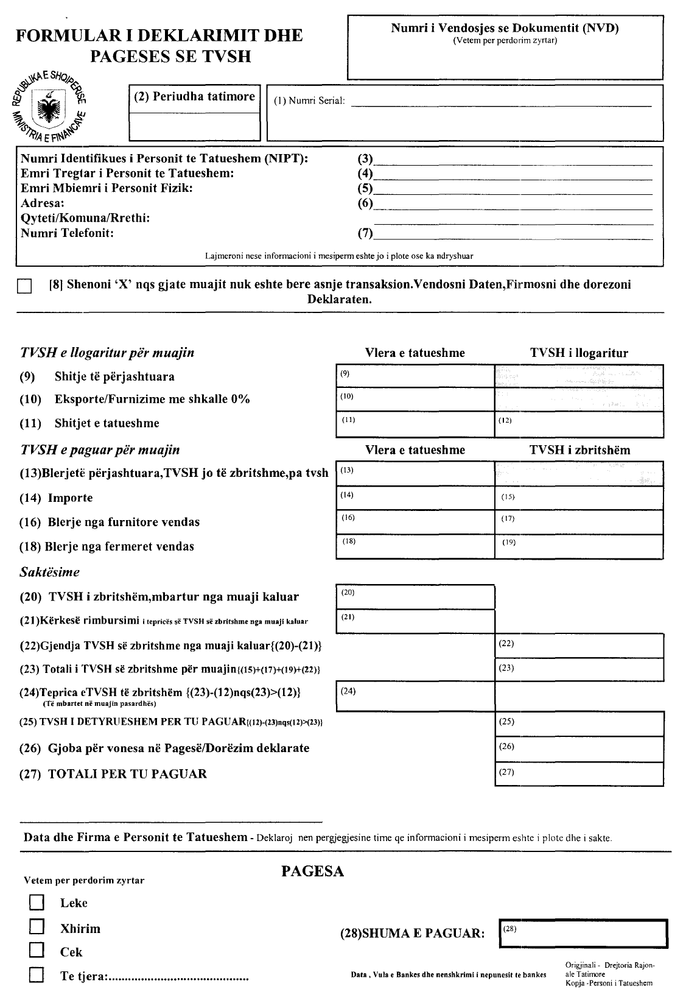 FORMULAR I DEKLARIMIT DHE
PAGESES SE TVSH
Numri i Vendosjes se Dokumentit (NVD)
(Vetem per perdorim zyrtar)
REPUBLIKA E SHQIPERISE
MINISTRIA E FINANCAVE
(2) Periudha tatimore
(1) Numri Serial:
Numri Identifikues i Personit te Tatueshem (NIPT): (3)
Emri Tregtar i Personit te Tatueshem: (4)
Emri Mbiemri i Personit Fizik: (5)
Adresa: (6)
Qyteti/Komuna/Rrethi:
Numri Telefonit: (7)
Lajmeroni nese informacioni i mesiperm eshte jo i plote ose ka ndryshuar
[8] Shenoni ‘X’ nqs gjate muajit nuk eshte bere asnje transaksion.Vendosni Daten,Firmosni dhe dorezoni
Deklaraten.
TVSH e llogaritur për muajin Vlera e tatueshme TVSH i llogaritur
(9) Shitje të përjashtuara (9)
(10) Eksporte/Furnizime me shkalle 0% (10)
(11) Shitjet e tatueshme (11) (12)
TVSH e paguar për muajin Vlera e tatueshme TVSH i zbritshëm
(13)Blerjetë përjashtuara,TVSH jo të zbritshme,pa tvsh (13)
(14) Importe (14) (15)
(16) Blerje nga furnitore vendas (16) (17)
(18) Blerje nga fermeret vendas (18) (19)
Saktësime
(20) TVSH i zbritshëm,mbartur nga muaji kaluar (20)
(21)Kërkesë rimbursimi i tepricës së TVSH së zbritshme nga muaji kaluar (21)
(22)Gjendja TVSH së zbritshme nga muaji kaluar{(20)-(21)} (22)
(23) Totali i TVSH së zbritshme për muajin{(15)+(17)+(19)+(22)} (23)
(24)Teprica eTVSH të zbritshëm {(23)-(12)nqs(23)>(12)} (24)
(Të mbartet në muajin pasardhës)
(25) TVSH I DETYRUESHEM PER TU PAGUAR{(12)-(23)nqs(12)>(23)} (25)
(26) Gjoba për vonesa në Pagesë/Dorëzim deklarate (26)
(27) TOTALI PER TU PAGUAR (27)
Data dhe Firma e Personit te Tatueshem - Deklaroj nen pergjegjesine time qe informacioni i mesiperm eshte i plote dhe i sakte.
PAGESA
Vetem per perdorim zyrtar
Leke
Xhirim
(28)SHUMA E PAGUAR: (28)
Cek
Te tjera:..........................................
Data , Vula e Bankes dhe nenshkrimi i nepunesit te bankes
Origjinali - Drejtoria Rajon-
ale Tatimore
Kopja -Personi i Tatueshem